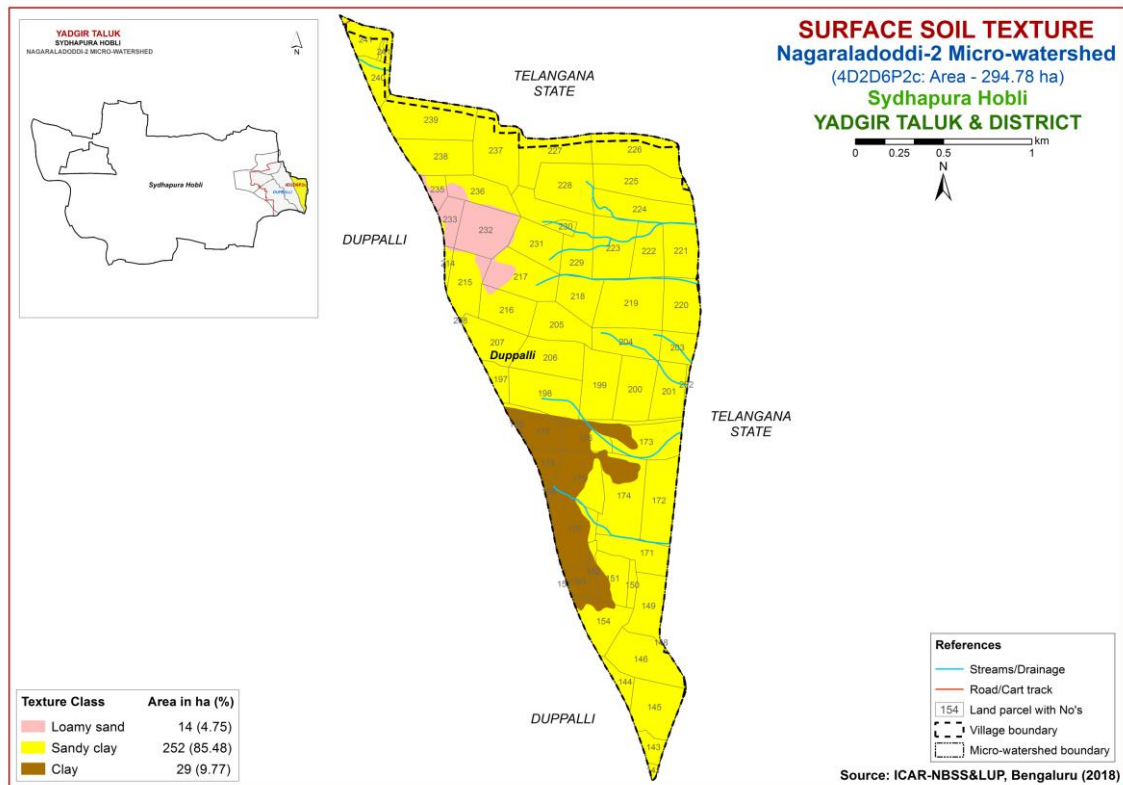 YADGIR TALUK
SYDHAPURA HOBLI
NAGARALADODDI-2 MICRO-WATERSHED
N
Sydhapura Hobli
4D2D6P2c
DUPPALLI
SURFACE SOIL TEXTURE
Nagaraladoddi-2 Micro-watershed
(4D2D6P2c: Area - 294.78 ha)
Sydhapura Hobli
YADGIR TALUK & DISTRICT
km
0 0.25 0.5 1
N
TELANGANA
STATE
240
239
237
227
226
238
225
228
235
236
224
233
232
230
231
223
222
221
DUPPALLI
229
214
215
217
218
219
220
216
205
204
203
207
Duppalli
206
202
197
199
200
201
198
TELANGANA
STATE
173
174
172
171
151
150
149
154
148
146
144
145
DUPPALLI
143
Texture Class Area in ha (%)
Loamy sand 14 (4.75)
Sandy clay 252 (85.48)
Clay 29 (9.77)
References
Streams/Drainage
Road/Cart track
154 Land parcel with No's
Village boundary
Micro-watershed boundary
Source: ICAR-NBSS&LUP, Bengaluru (2018)